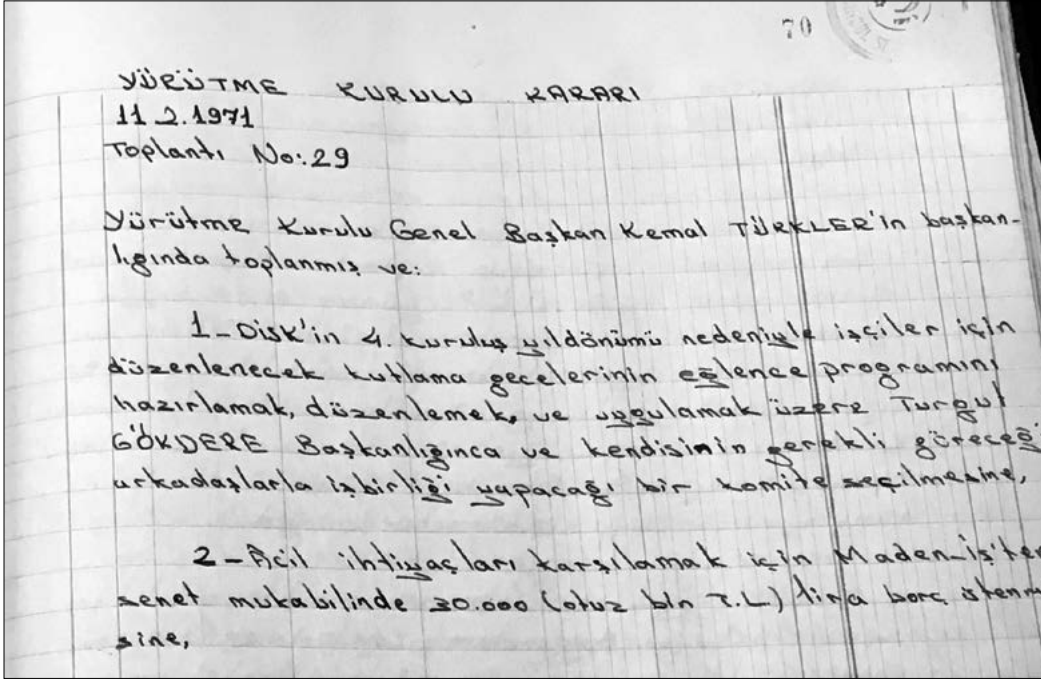 70
YÜRÜTME KURULU KARARI
11.2.1971
Toplantı No: 29
Yürütme Kurulu Genel Başkan Kemal TÜRKLER'in başkan-
lığında toplanmış ve:
1- Disk'in 4. kuruluş yıldönümü nedeniyle işçiler için
düzenlenecek kutlama gecelerinin eğlence programını
hazırlamak, düzenlemek, ve uygulamak üzere Turgut
GÖKDERE Başkanlığınca ve kendisinin gerekli göreceği
arkadaşlarla işbirliği yapacağı bir komite seçilmesine,
2- Acil ihtiyaçları karşılamak için Maden-İş'ten
senet mukabilinde 30.000 (otuz bin T.L) lira borç istenm
sine,